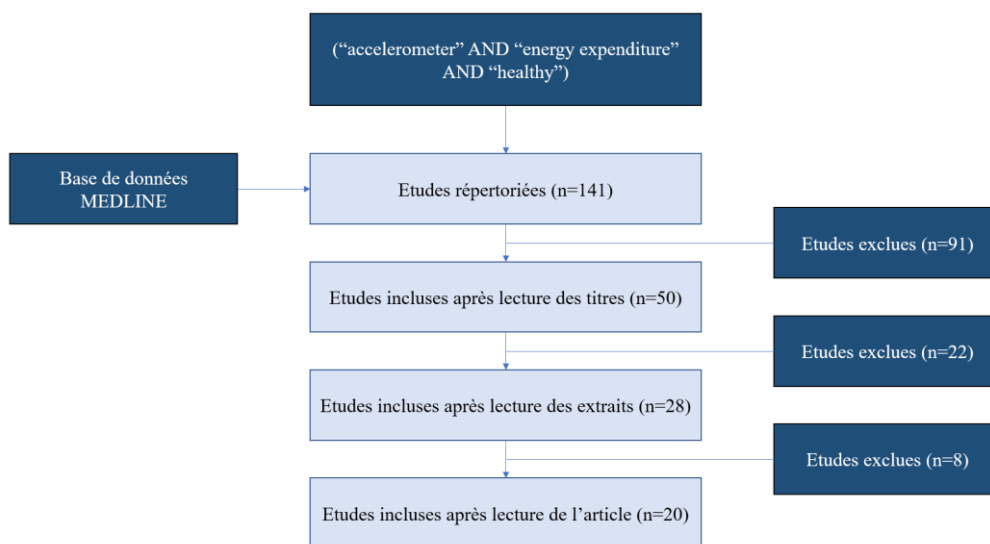 (“accelerometer” AND “energy expenditure”
AND “healthy”)
Base de données
MEDLINE
Etudes répertoriées (n=141)
Etudes exclues (n=91)
Etudes incluses après lecture des titres (n=50)
Etudes exclues (n=22)
Etudes incluses après lecture des extraits (n=28)
Etudes exclues (n=8)
Etudes incluses après lecture de l’article (n=20)